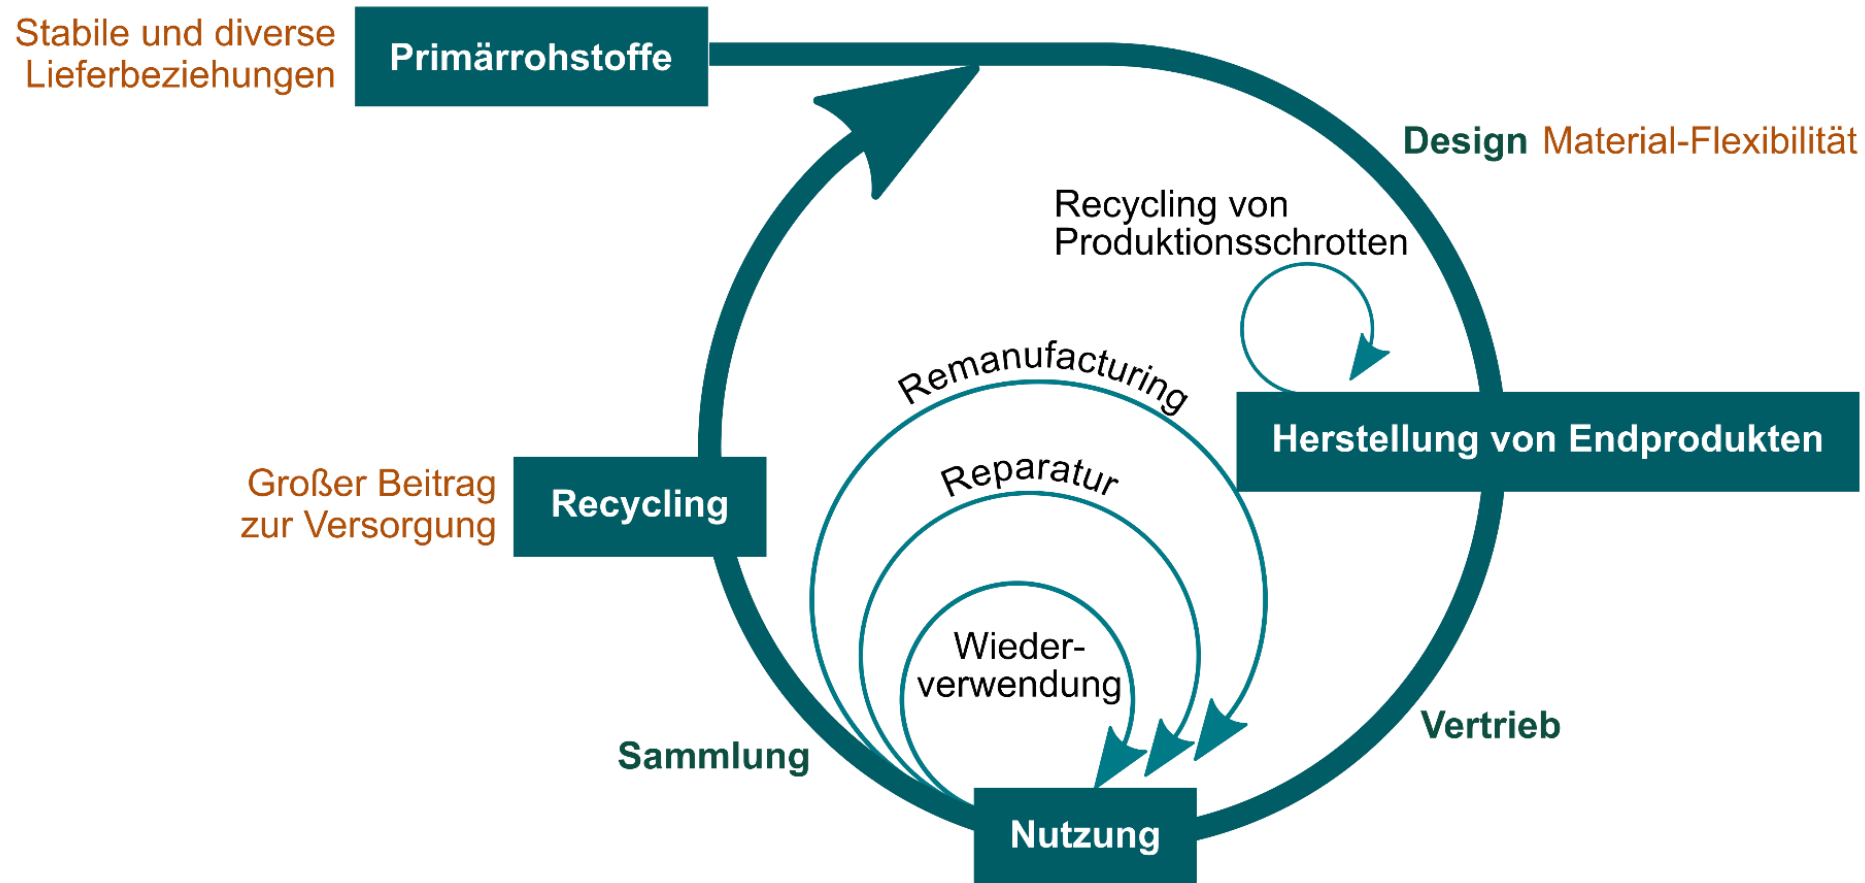 Stabile und diverse
Lieferbeziehungen
Primärrohstoffe
Design Material-Flexibilität
Recycling von
Produktionsschrotten
Remanufacturing
Herstellung von Endprodukten
Reparatur
Großer Beitrag
zur Versorgung
Recycling
Wieder-
verwendung
Sammlung
Vertrieb
Nutzung